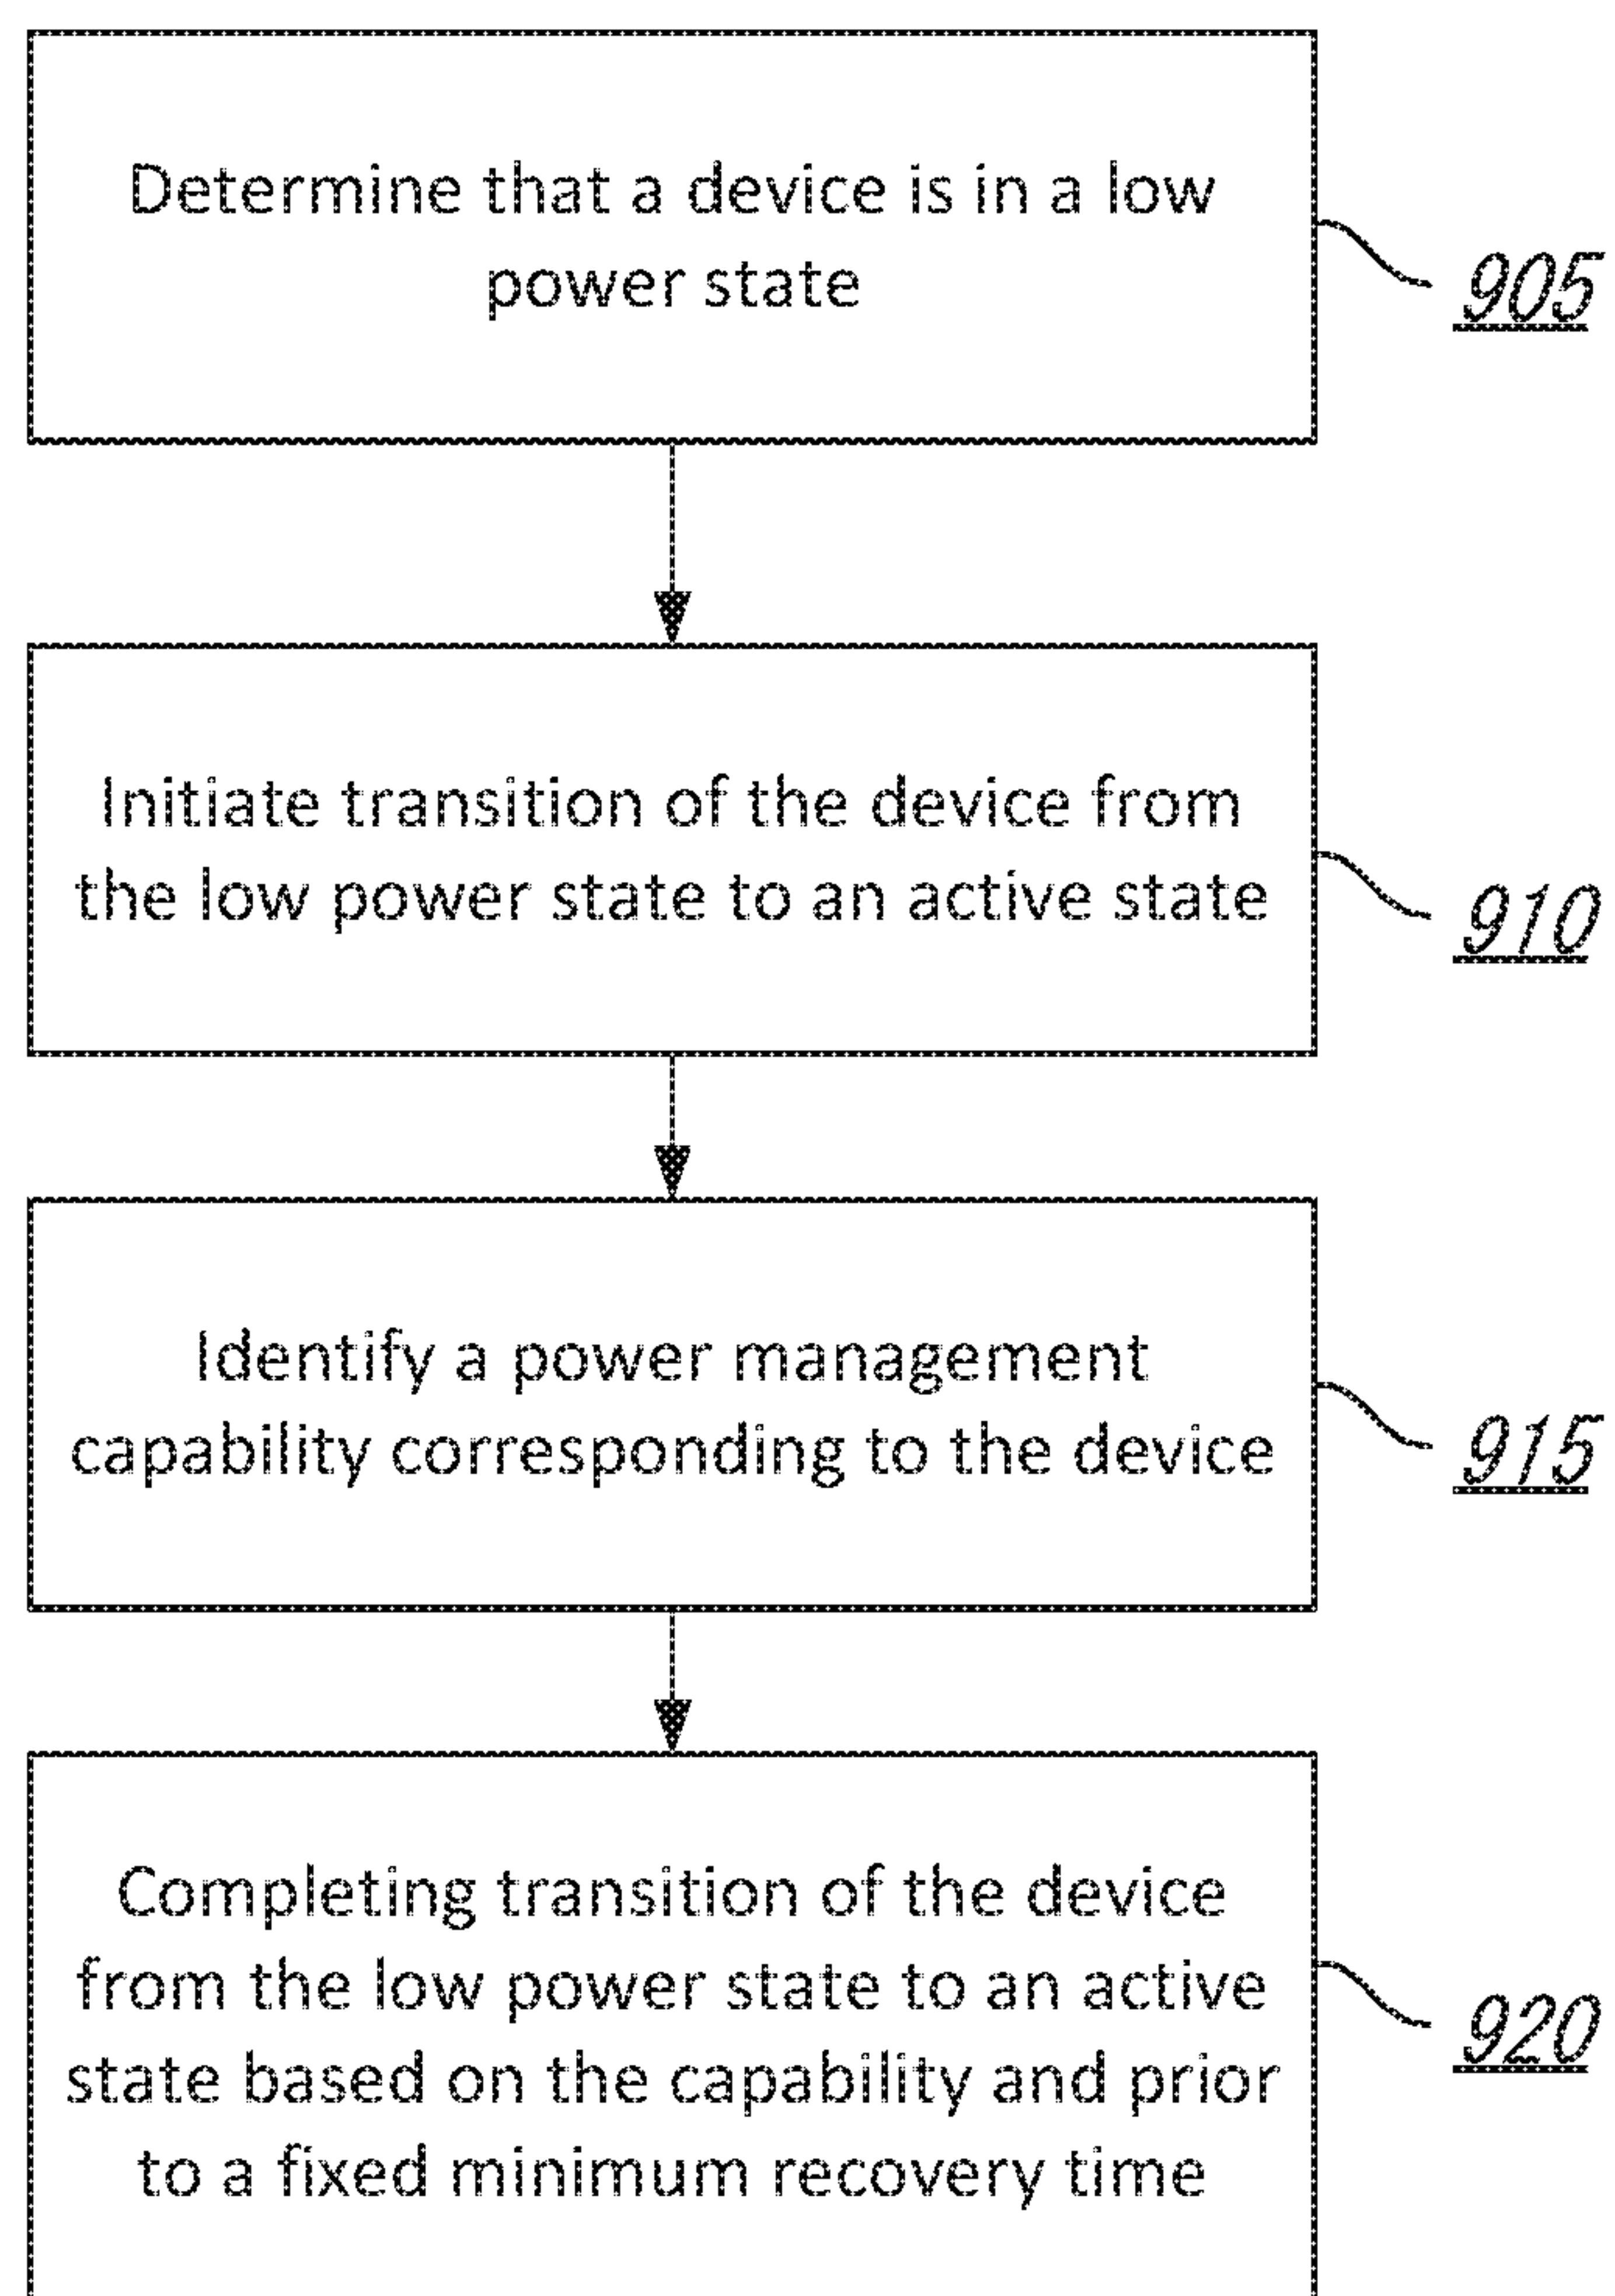 Determine that a device is in a low
power state
905
Initiate transition of the device from
the low power state to an active state
910
Identify a power management
capability corresponding to the device
915
Completing transition of the device
from the low power state to an active
state based on the capability and prior
to a fixed minimum recovery time
920